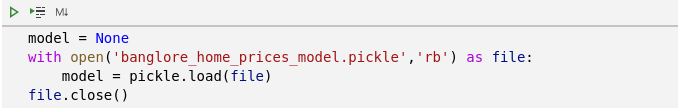 M↓
model = None
with open('banglore_home_prices_model.pickle','rb') as file:
    model = pickle.load(file)
file.close()